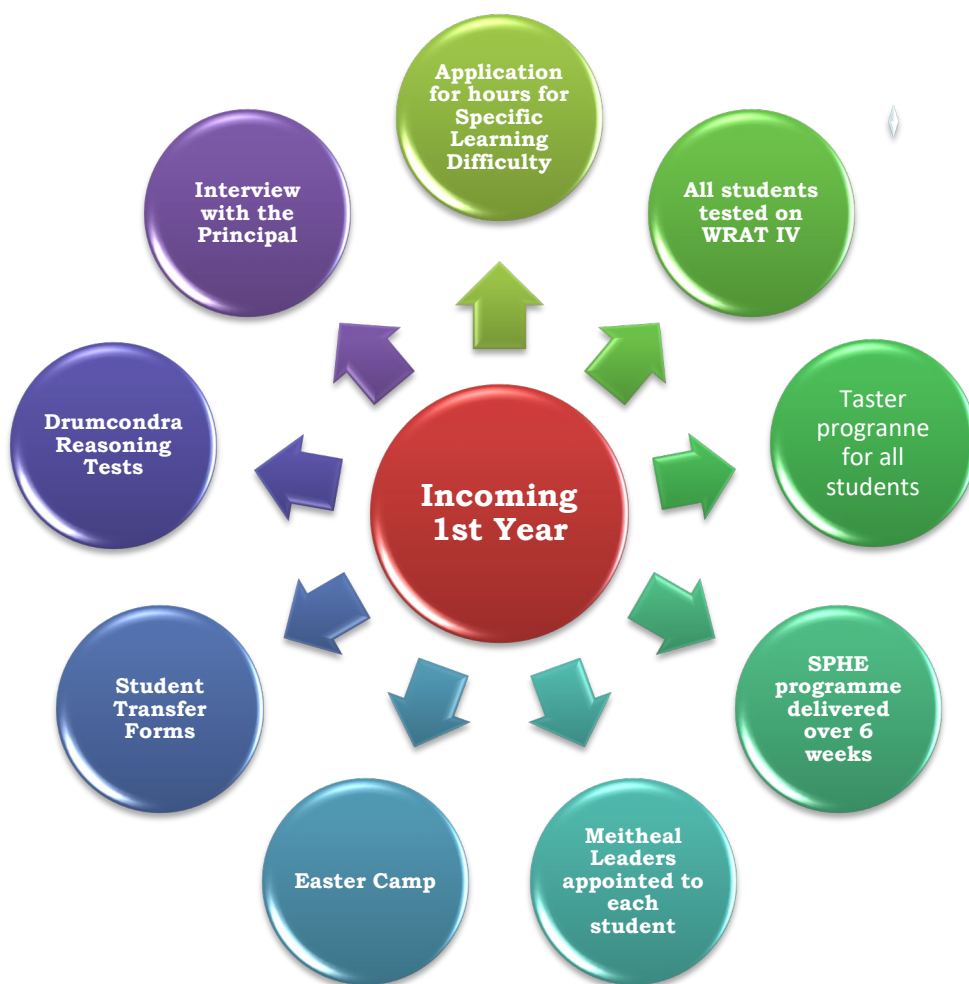 Application
for hours for
Specific
Learning
Difficulty
All students
tested on
WRAT IV
Taster
progranne
for all
students
SPHE
programme
delivered
over 6
weeks
Meitheal
Leaders
appointed to
each
student
Easter Camp
Student
Transfer
Forms
Drumcondra
Reasoning
Tests
Interview
with the
Principal
Incoming
1st Year